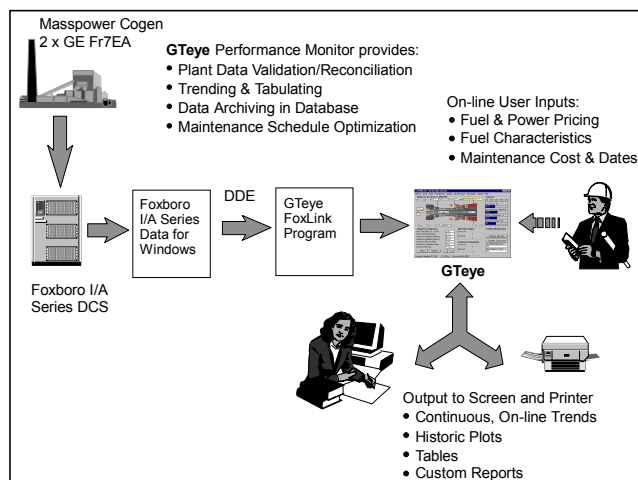 Masspower Cogen
2 x GE Fr7EA
GTeye Performance Monitor provides:
• Plant Data Validation/Reconciliation
• Trending & Tabulating
• Data Archiving in Database
• Maintenance Schedule Optimization
On-line User Inputs:
• Fuel & Power Pricing
• Fuel Characteristics
• Maintenance Cost & Dates
Foxboro
I/A Series
Data for
Windows
DDE
GTeye
FoxLink
Program
GTeye
Foxboro I/A
Series DCS
Output to Screen and Printer
• Continuous, On-line Trends
• Historic Plots
• Tables
• Custom Reports